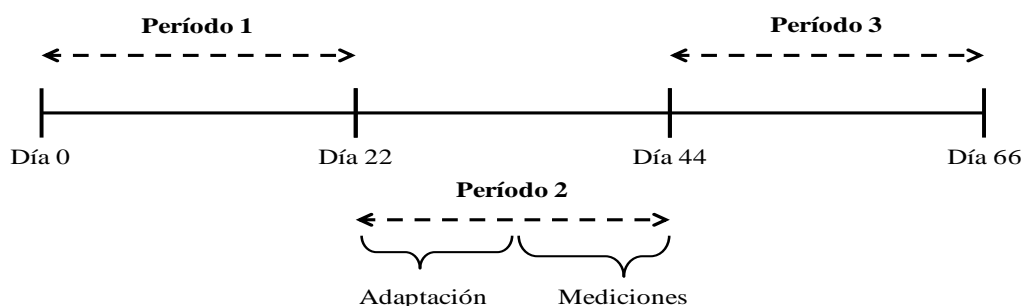 Período 1
Período 3
Día 0
Día 22
Día 44
Día 66
Período 2
Adaptación
Mediciones